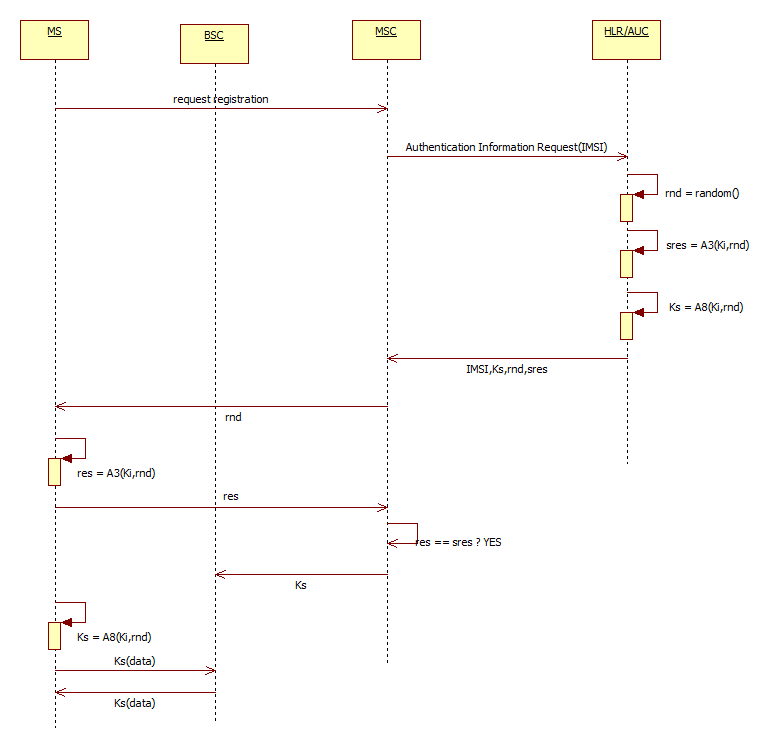 MS
BSC
MSC
HLR/AUC
request registration
Authentication Information Request(IMSI)
rnd = random()
sres = A3(Ki,rnd)
Ks = A8(Ki,rnd)
IMSI,Ks,rnd,sres
rnd
res = A3(Ki,rnd)
res
res == sres ? YES
Ks
Ks = A8(Ki,rnd)
Ks(data)
Ks(data)